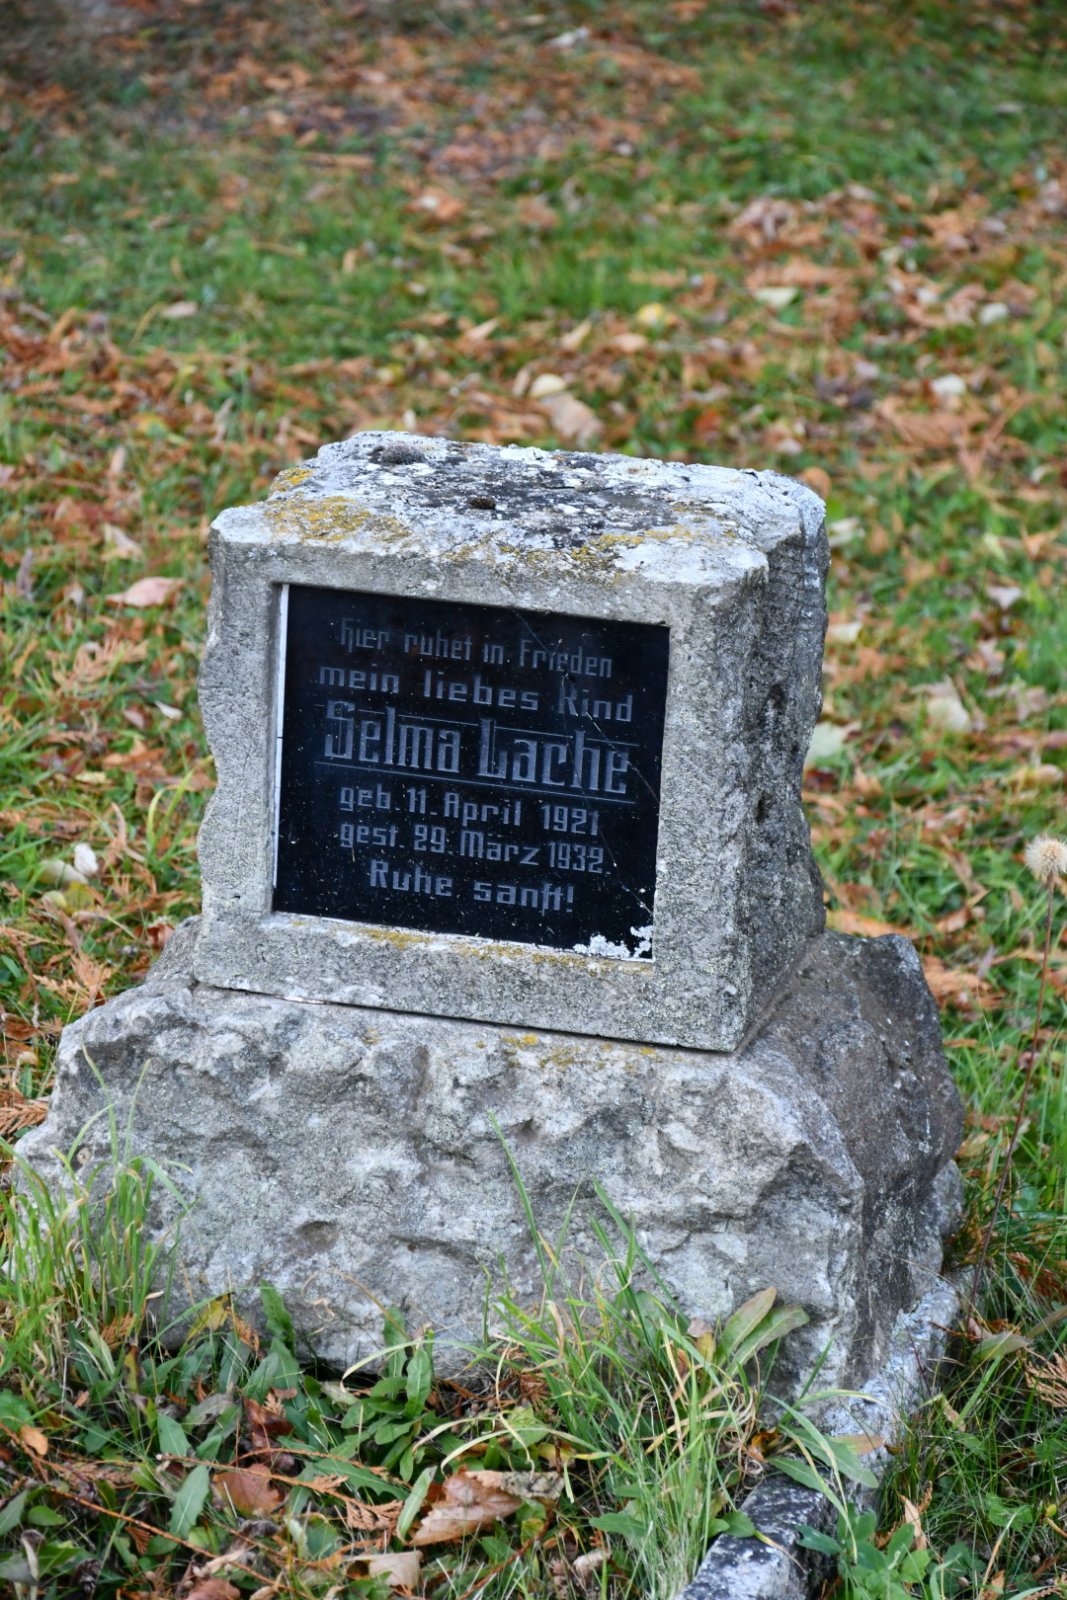 Hier ruhet in Frieden
mein liebes Kind
Selma Lache
geb. 11. April 1921
gest. 29. März 1932.
Ruhe sanft!